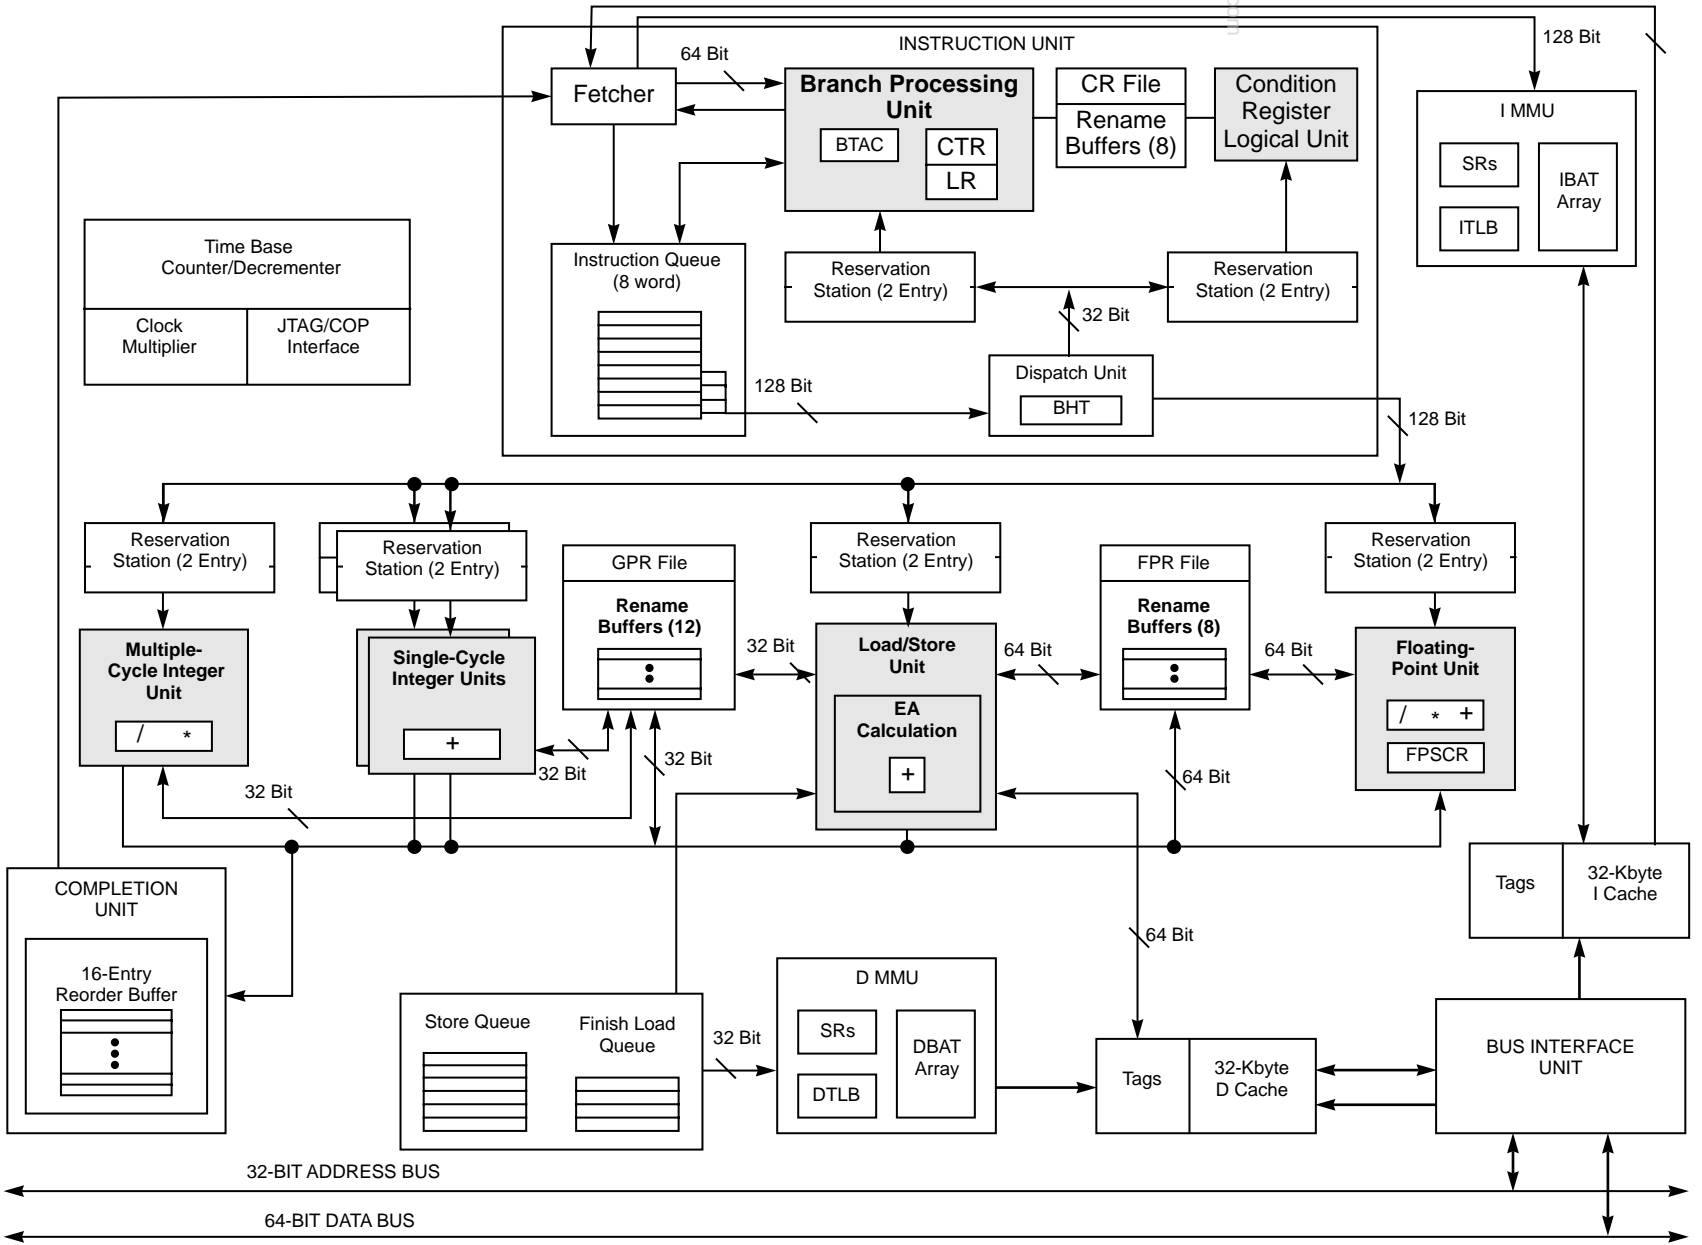 com
INSTRUCTION UNIT
128 Bit
64 Bit
Fetcher
Branch Processing
Unit
BTAC
CTR
LR
CR File
Rename
Buffers (8)
Condition
Register
Logical Unit
I MMU
SRs
ITLB
IBAT
Array
Time Base
Counter/Decrementer
Clock
Multiplier
JTAG/COP
Interface
Instruction Queue
(8 word)
Reservation
Station (2 Entry)
Reservation
Station (2 Entry)
32 Bit
128 Bit
Dispatch Unit
BHT
128 Bit
Reservation
Station (2 Entry)
Reservation
Station (2 Entry)
GPR File
Rename
Buffers (12)
Reservation
Station (2 Entry)
FPR File
Rename
Buffers (8)
Reservation
Station (2 Entry)
Multiple-
Cycle Integer
Unit
/ *
Single-Cycle
Integer Units
+
32 Bit
Load/Store
Unit
EA
Calculation
+
64 Bit
64 Bit
Floating-
Point Unit
/ * +
FPSCR
32 Bit
32 Bit
32 Bit
64 Bit
COMPLETION
UNIT
16-Entry
Reorder Buffer
Tags
32-Kbyte
I Cache
64 Bit
Store Queue
Finish Load
Queue
32 Bit
D MMU
SRs
DTLB
DBAT
Array
Tags
32-Kbyte
D Cache
BUS INTERFACE
UNIT
32-BIT ADDRESS BUS
64-BIT DATA BUS